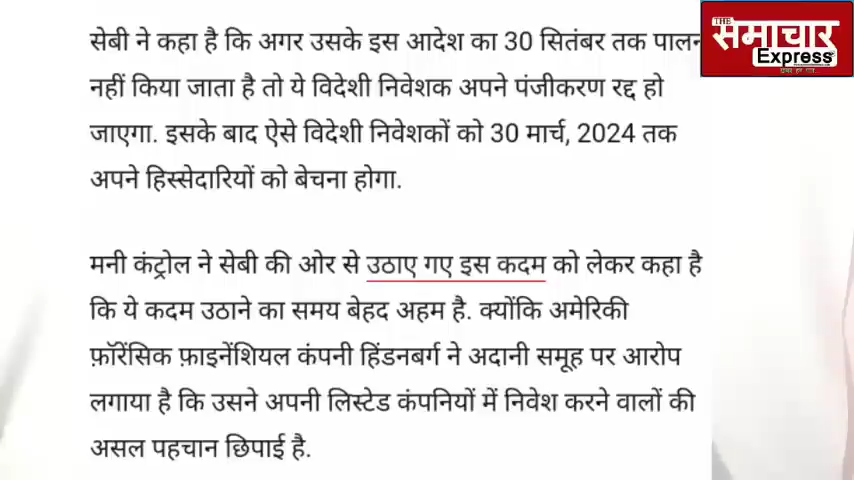 THE
समाचार
Express
सेबी ने कहा है कि अगर उसके इस आदेश का 30 सितंबर तक पालन
नहीं किया जाता है तो ये विदेशी निवेशक अपने पंजीकरण रद्द हो
जाएगा. इसके बाद ऐसे विदेशी निवेशकों को 30 मार्च, 2024 तक
अपने हिस्सेदारियों को बेचना होगा.
मनी कंट्रोल ने सेबी की ओर से उठाए गए इस कदम को लेकर कहा है
कि ये कदम उठाने का समय बेहद अहम है. क्योंकि अमेरिकी
फ़ॉरेंसिक फ़ाइनेंशियल कंपनी हिंडनबर्ग ने अदानी समूह पर आरोप
लगाया है कि उसने अपनी लिस्टेड कंपनियों में निवेश करने वालों की
असल पहचान छिपाई है.